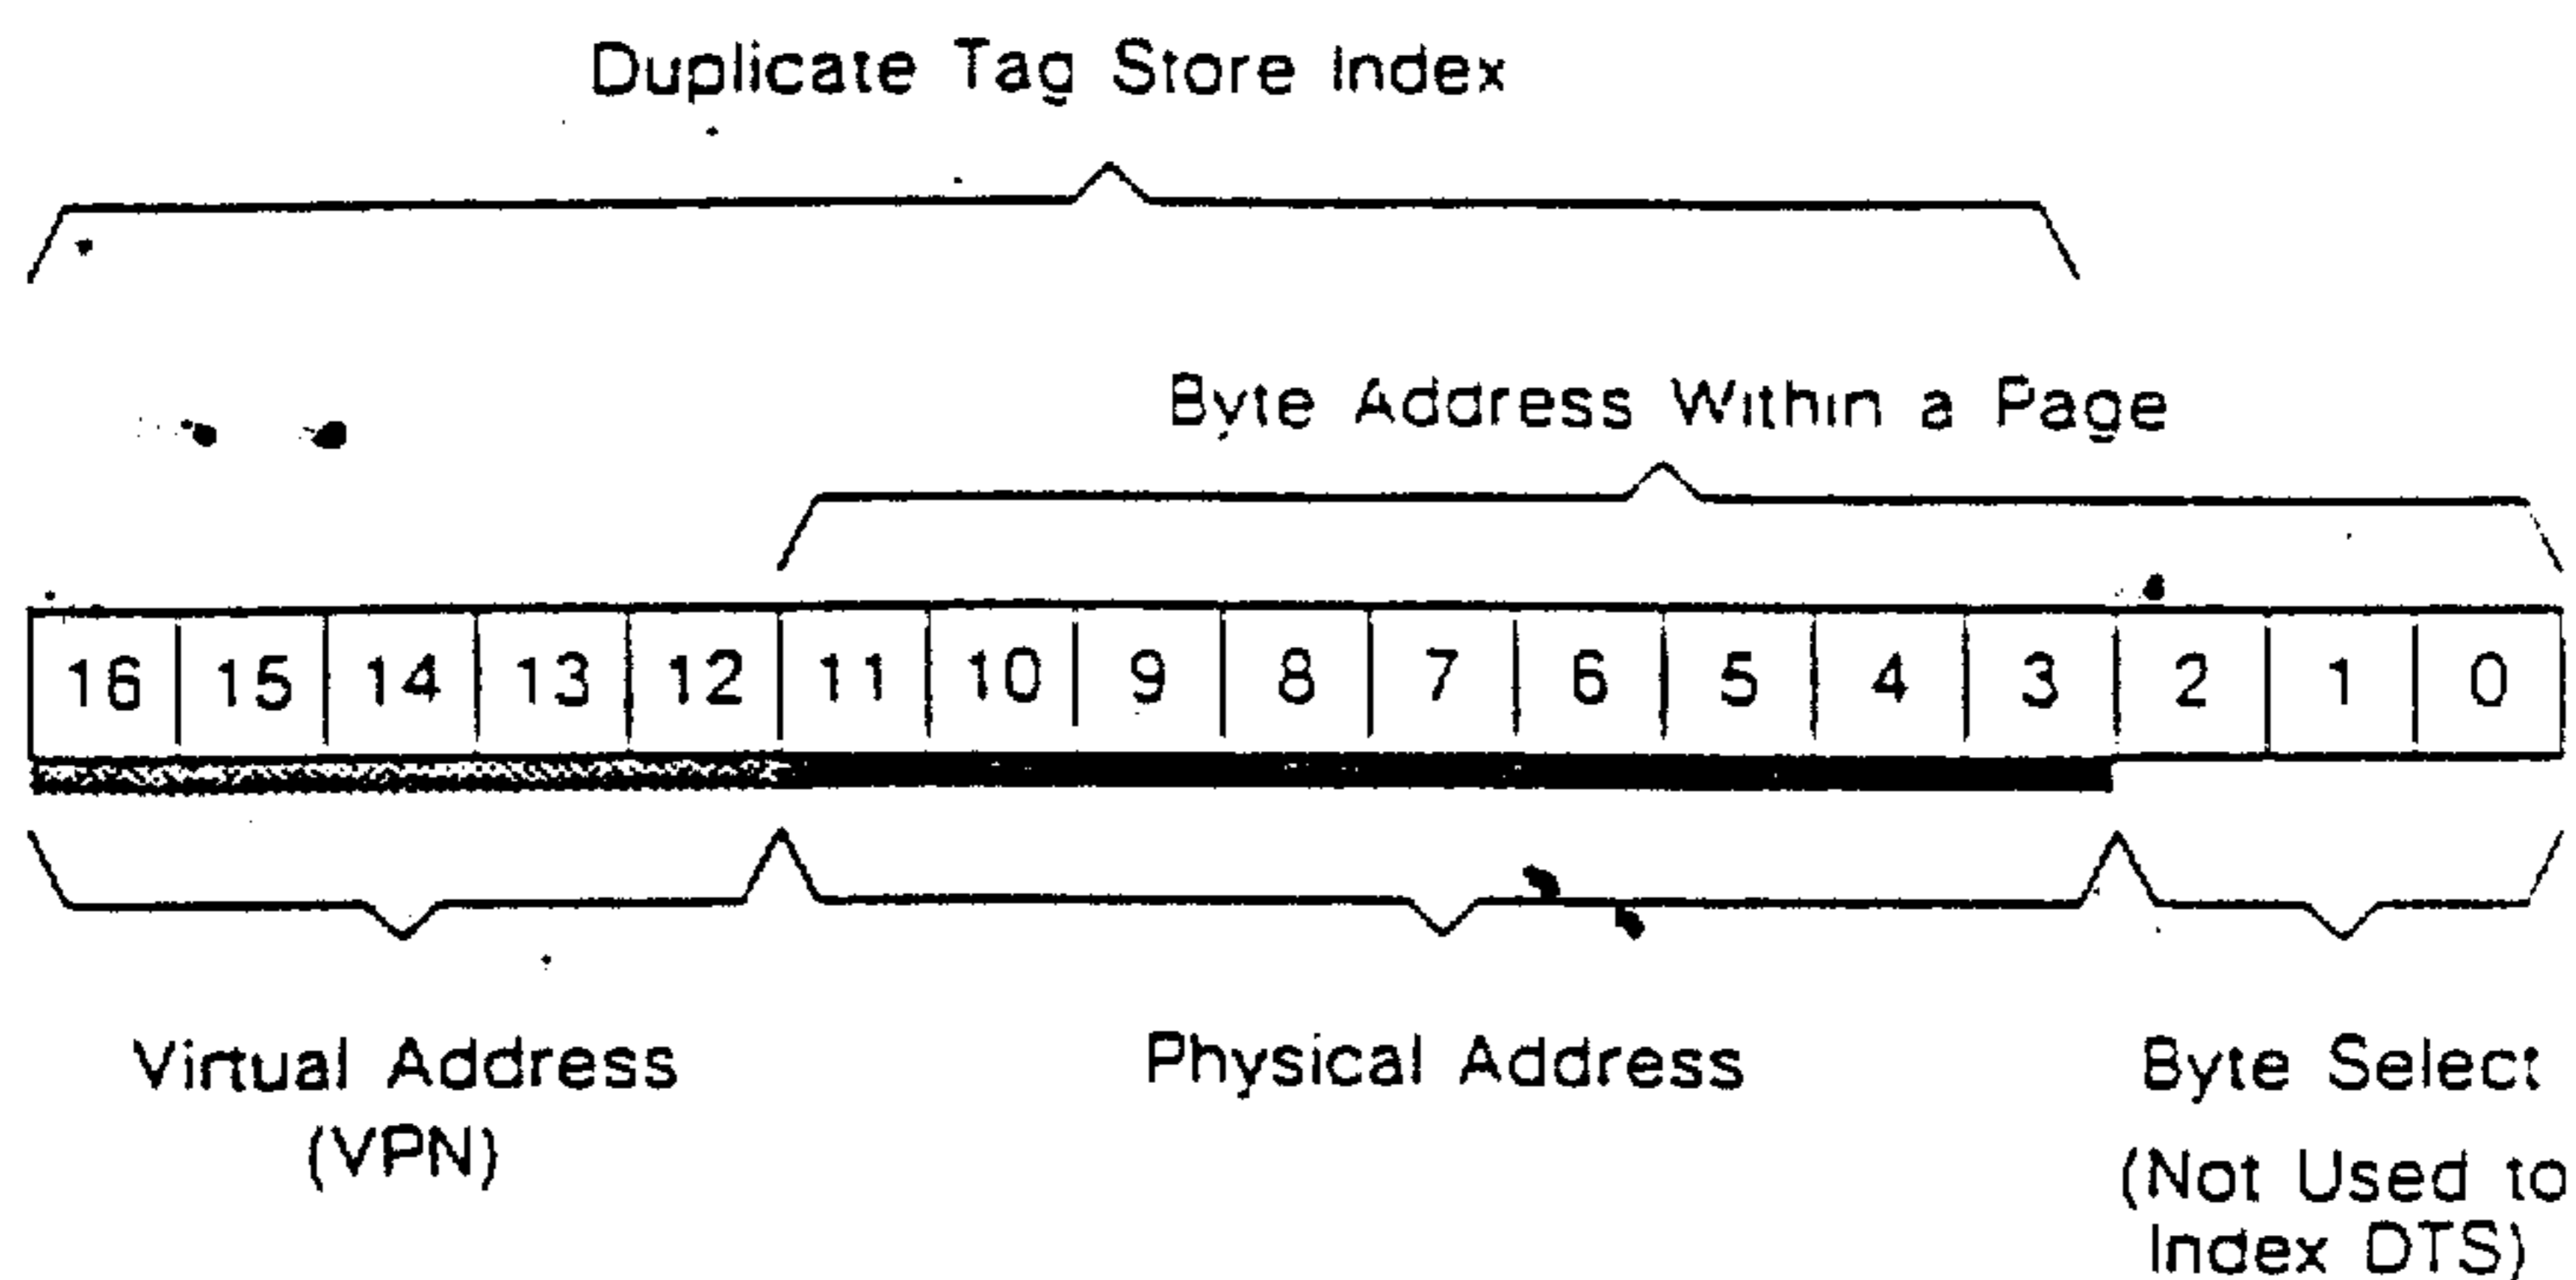 Duplicate Tag Store Index
Byte Address Within a Page
16 15 14 13 12 11 10 9 8 7 6 5 4 3 2 1 0
Virtual Address
(VPN)
Physical Address
Byte Select
(Not Used to
Index DTS)